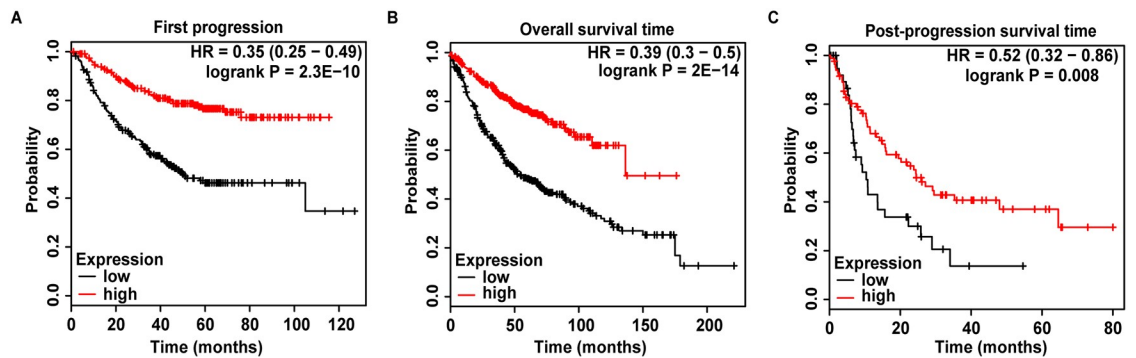 A
First progression
HR = 0.35 (0.25 – 0.49)
logrank P = 2.3E–10
Probability
1.0
0.8
0.6
0.4
0.2
0.0
Expression
low
high
0 20 40 60 80 100 120
Time (months)
B
Overall survival time
HR = 0.39 (0.3 – 0.5)
logrank P = 2E–14
Probability
1.0
0.8
0.6
0.4
0.2
0.0
Expression
low
high
0 50 100 150 200
Time (months)
C
Post-progression survival time
HR = 0.52 (0.32 – 0.86)
logrank P = 0.008
Probability
1.0
0.8
0.6
0.4
0.2
0.0
Expression
low
high
0 20 40 60 80
Time (months)